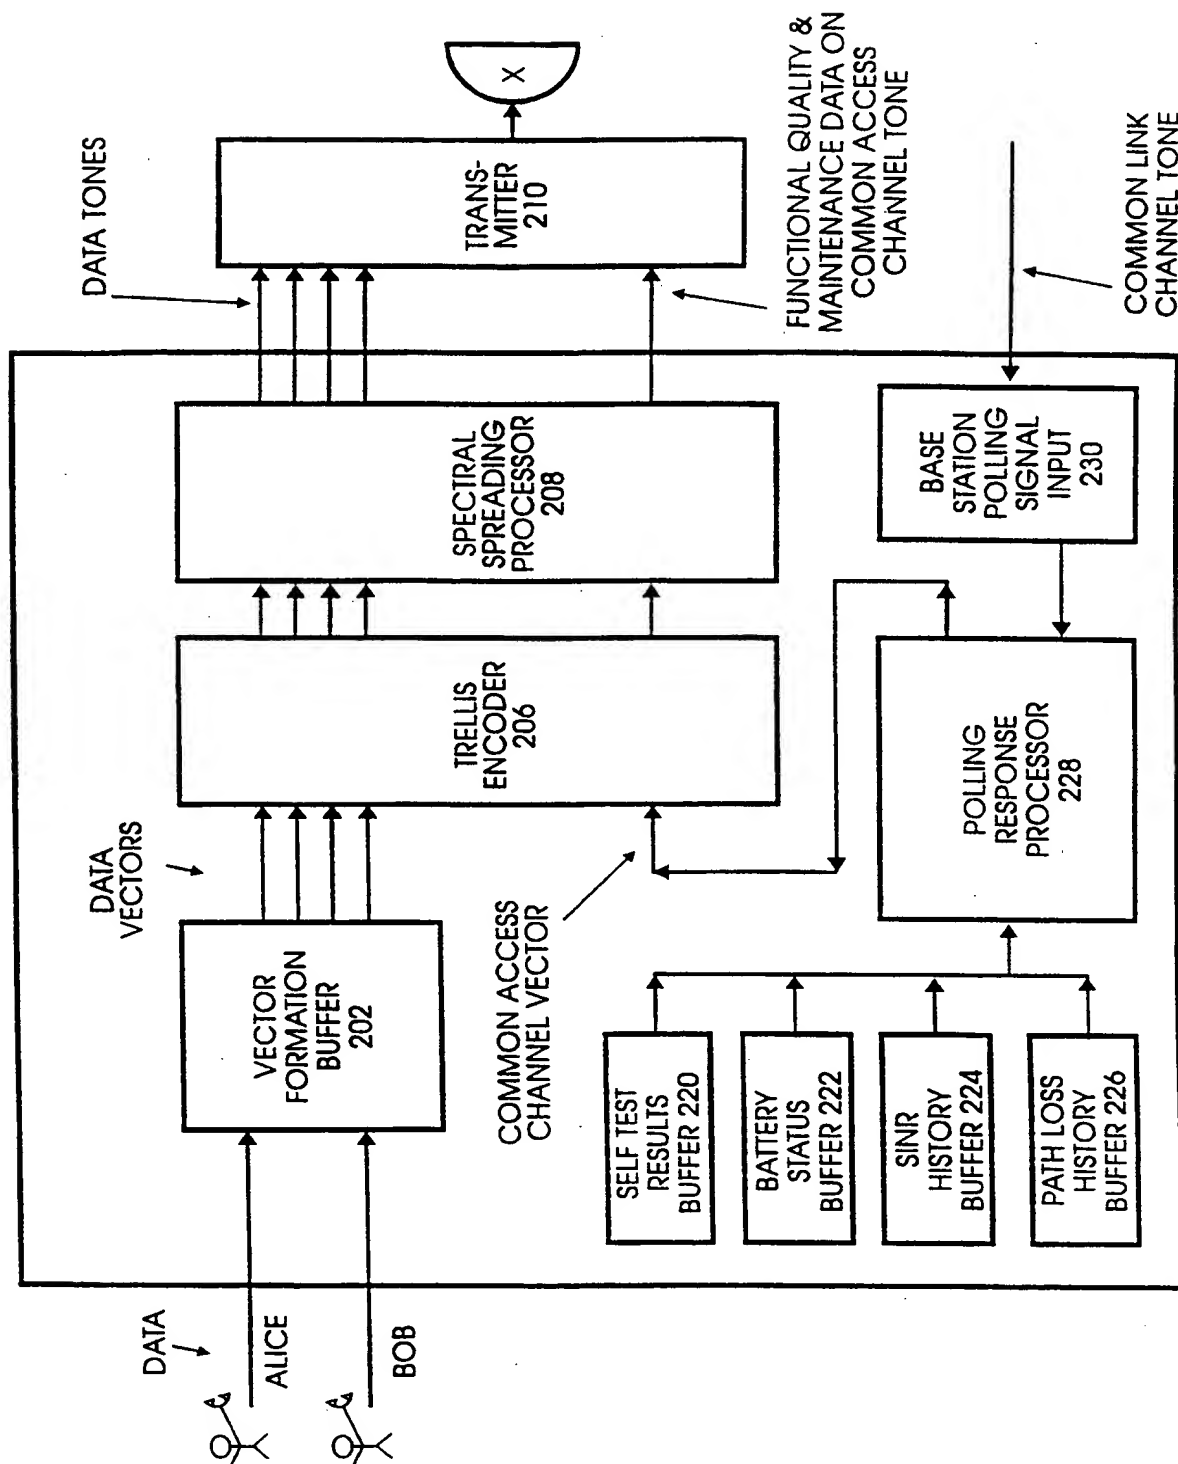 DATA
ALICE
BOB
VECTOR
FORMATION
BUFFER
202
DATA
VECTORS
TRELLIS
ENCODER
206
SPECTRAL
SPREADING
PROCESSOR
208
DATA TONES
TRANS-
MITTER
210
X
FUNCTIONAL QUALITY &
MAINTENANCE DATA ON
COMMON ACCESS
CHANNEL TONE
COMMON ACCESS
CHANNEL VECTOR
SELF TEST
RESULTS
BUFFER 220
BATTERY
STATUS
BUFFER 222
SINR
HISTORY
BUFFER 224
PATH LOSS
HISTORY
BUFFER 226
POLLING
RESPONSE
PROCESSOR
228
BASE
STATION
POLLING
SIGNAL
INPUT
230
COMMON LINK
CHANNEL TONE